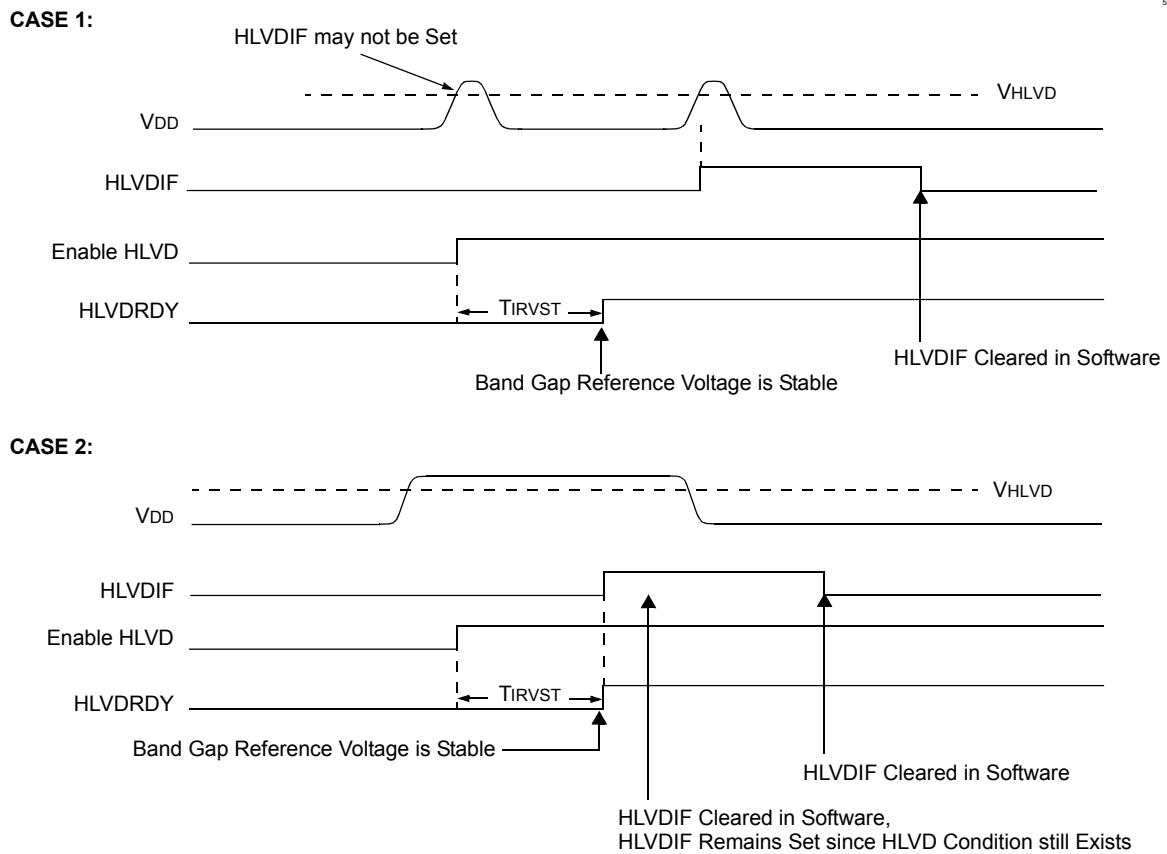 5
CASE 1:
HLVDIF may not be Set
VHLVD
VDD
HLVDIF
Enable HLVD
TIRVST
HLVDRDY
HLVDIF Cleared in Software
Band Gap Reference Voltage is Stable
CASE 2:
VHLVD
VDD
HLVDIF
Enable HLVD
TIRVST
HLVDRDY
Band Gap Reference Voltage is Stable
HLVDIF Cleared in Software
HLVDIF Cleared in Software,
HLVDIF Remains Set since HLVD Condition still Exists